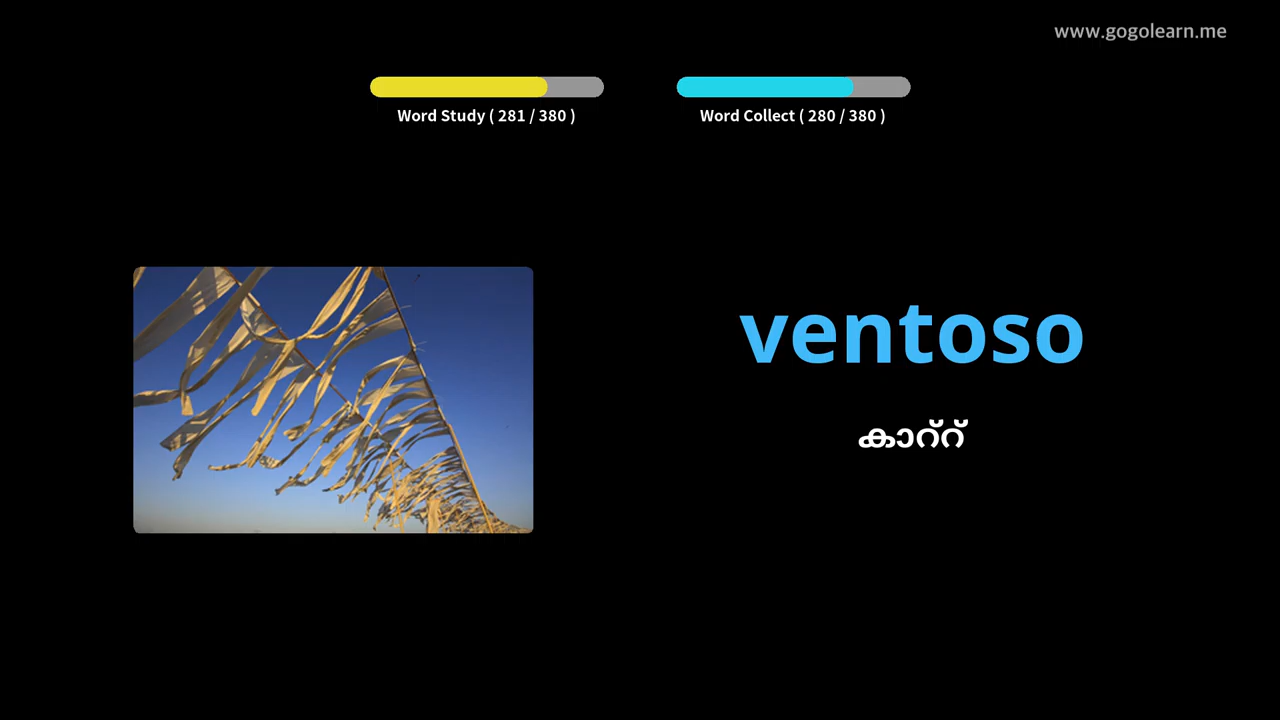 www.gogolearn.me
Word Study ( 281 / 380 )
Word Collect ( 280 / 380 )
ventoso
കാറ്റ്